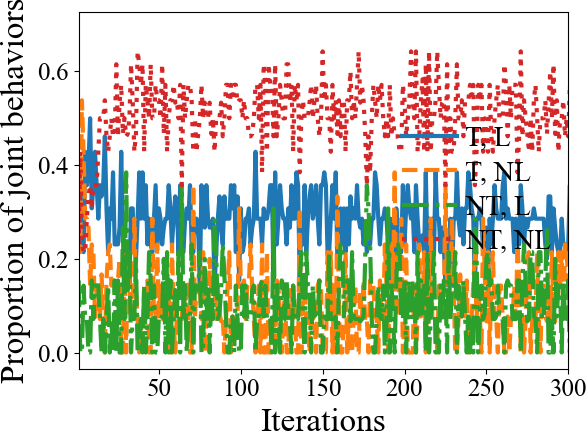 Proportion of joint behaviors
0.6
0.4
0.2
0.0
T, L
T, NL
NT, L
NT, NL
50
100
150
200
250
300
Iterations